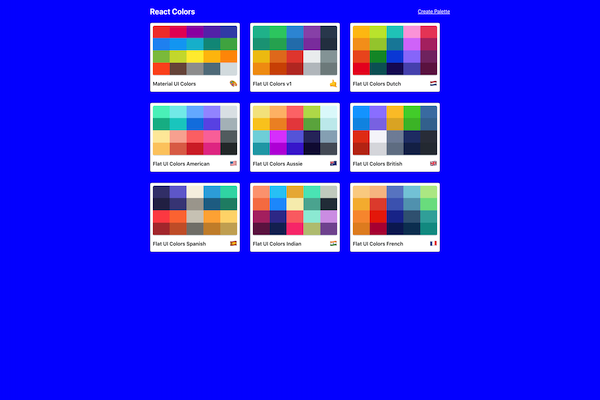 React Colors
Create Palette
Material UI Colors
Flat UI Colors v1
Flat UI Colors Dutch
Flat UI Colors American
Flat UI Colors Aussie
Flat UI Colors British
Flat UI Colors Spanish
Flat UI Colors Indian
Flat UI Colors French